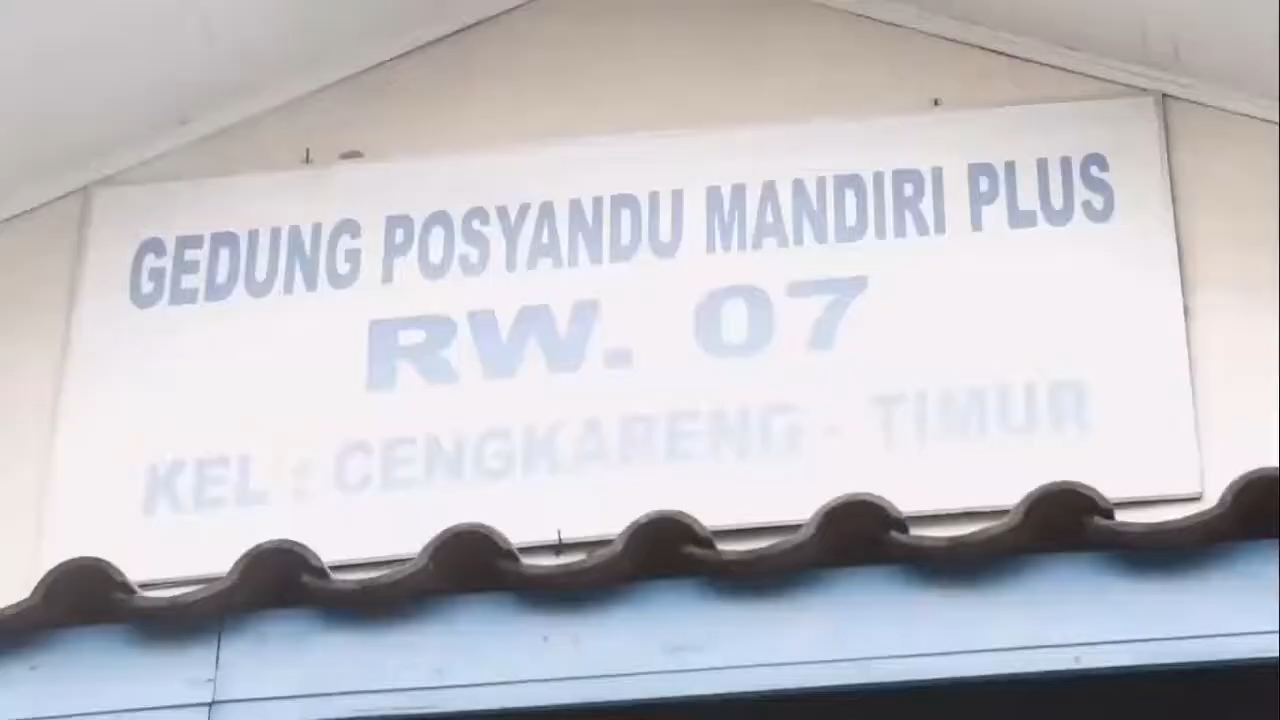 GEDUNG POSYANDU MANDIRI PLUS
RW. 07
KEL : CENGKARENG - TIMUR